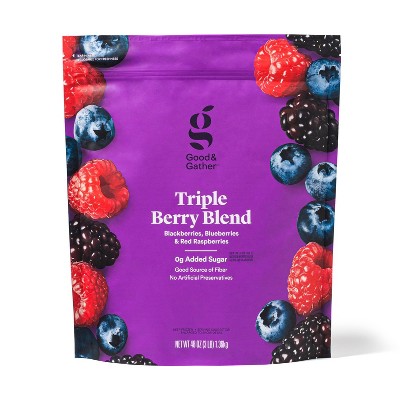 Good&
Gather™
Triple
Berry Blend
Blackberries, Blueberries
& Red Raspberries
0g Added Sugar
Good Source of Fiber
No Artificial Preservatives
NET WT 48 OZ (3 LB) 1.36kg